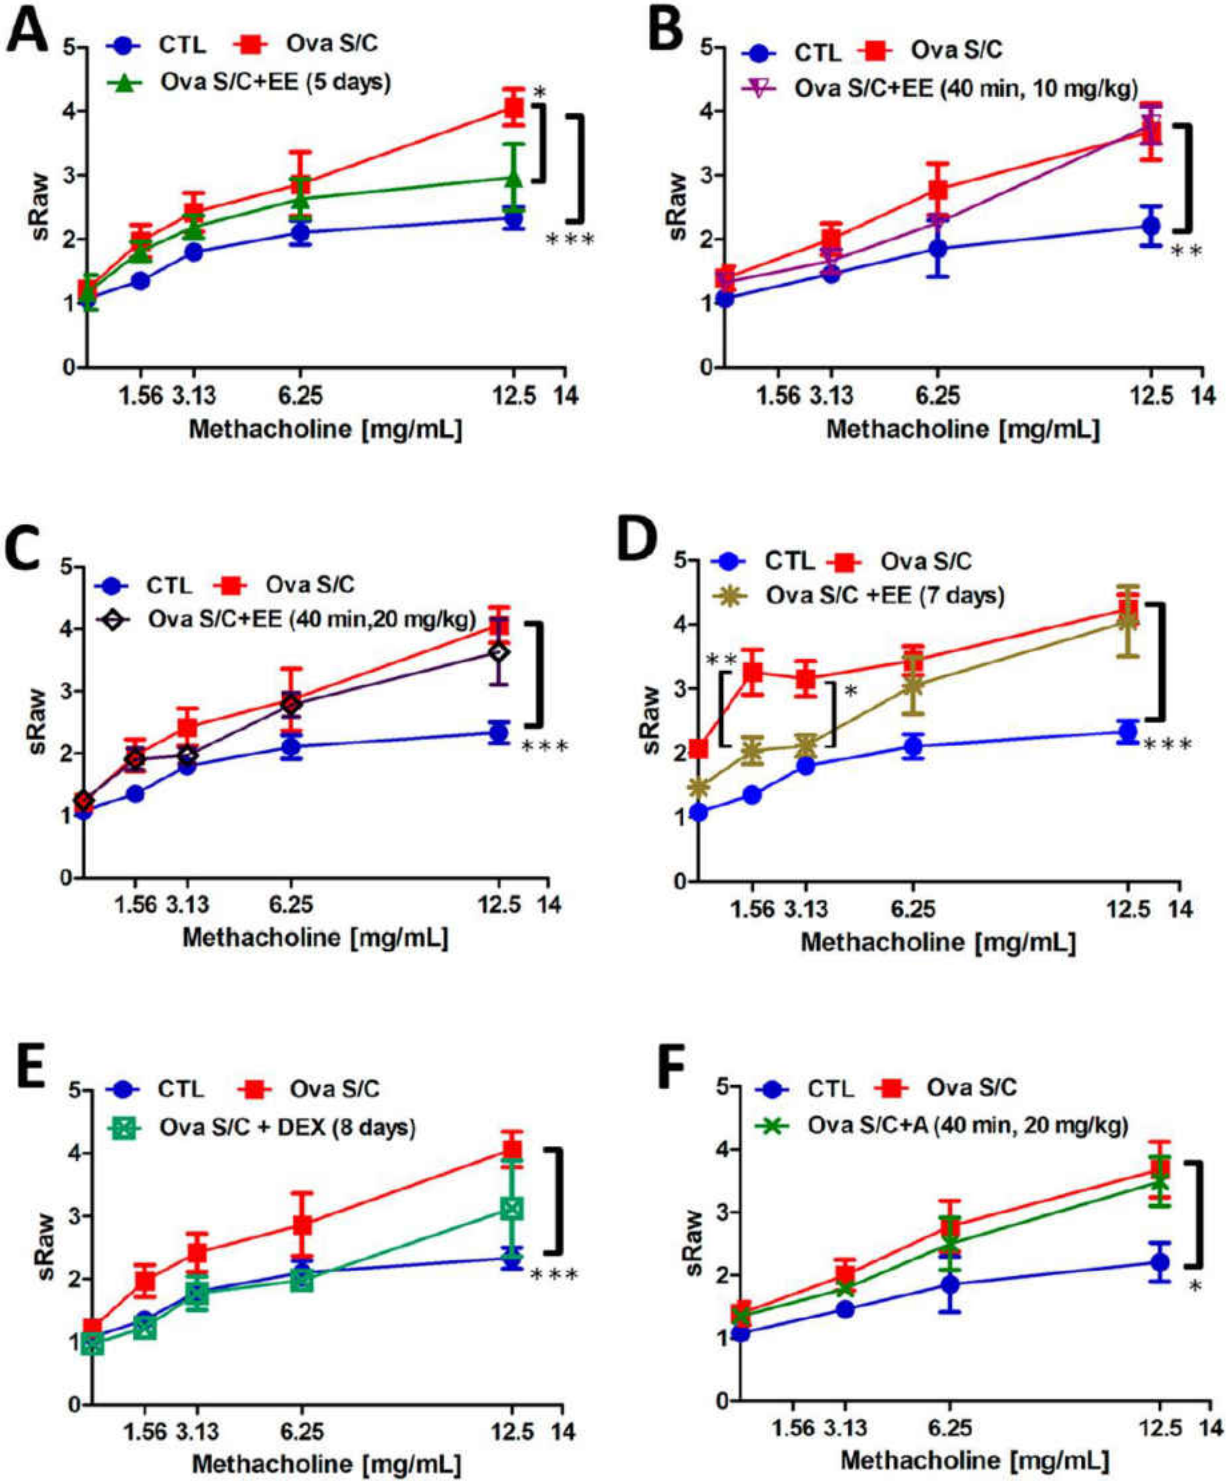 A
CTL Ova S/C
Ova S/C+EE (5 days)
5
4
3
2
1
0
sRaw
*
***
1.56 3.13 6.25 12.5 14
Methacholine [mg/mL]
B
CTL Ova S/C
Ova S/C+EE (40 min, 10 mg/kg)
5
4
3
2
1
0
sRaw
**
1.56 3.13 6.25 12.5 14
Methacholine [mg/mL]
C
CTL Ova S/C
Ova S/C+EE (40 min,20 mg/kg)
5
4
3
2
1
0
sRaw
***
1.56 3.13 6.25 12.5 14
Methacholine [mg/mL]
D
CTL Ova S/C
Ova S/C +EE (7 days)
5
4
3
2
1
0
sRaw
**
*
***
1.56 3.13 6.25 12.5 14
Methacholine [mg/mL]
E
CTL Ova S/C
Ova S/C + DEX (8 days)
5
4
3
2
1
0
sRaw
***
1.56 3.13 6.25 12.5 14
Methacholine [mg/mL]
F
CTL Ova S/C
Ova S/C+A (40 min, 20 mg/kg)
5
4
3
2
1
0
sRaw
*
1.56 3.13 6.25 12.5 14
Methacholine [mg/mL]